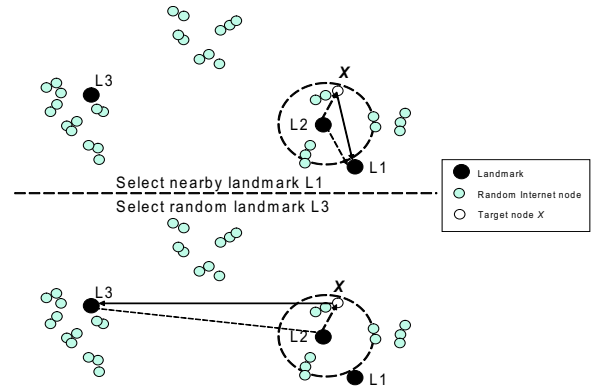 X
L3
L2
L1
Select nearby landmark L1
Select random landmark L3
Landmark
Random Internet node
Target node X
X
L3
L2
L1